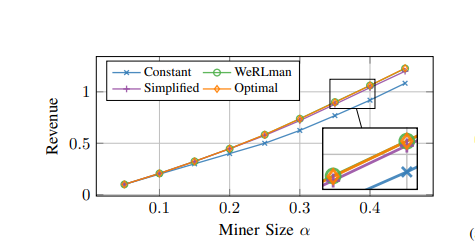 Constant WeRLman
Simplified Optimal
Revenue
1
0.5
0
0.1 0.2 0.3 0.4
Miner Size α